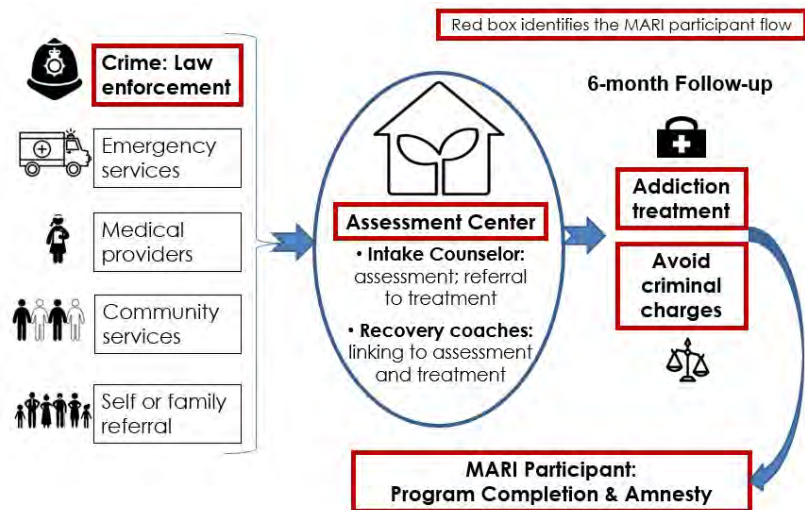 Red box identifies the MARI participant flow
Crime: Law
enforcement
Emergency
services
Medical
providers
Community
services
Self or family
referral
Assessment Center
• Intake Counselor:
assessment; referral
to treatment
• Recovery coaches:
linking to assessment
and treatment
6-month Follow-up
Addiction
treatment
Avoid
criminal
charges
MARI Participant:
Program Completion & Amnesty